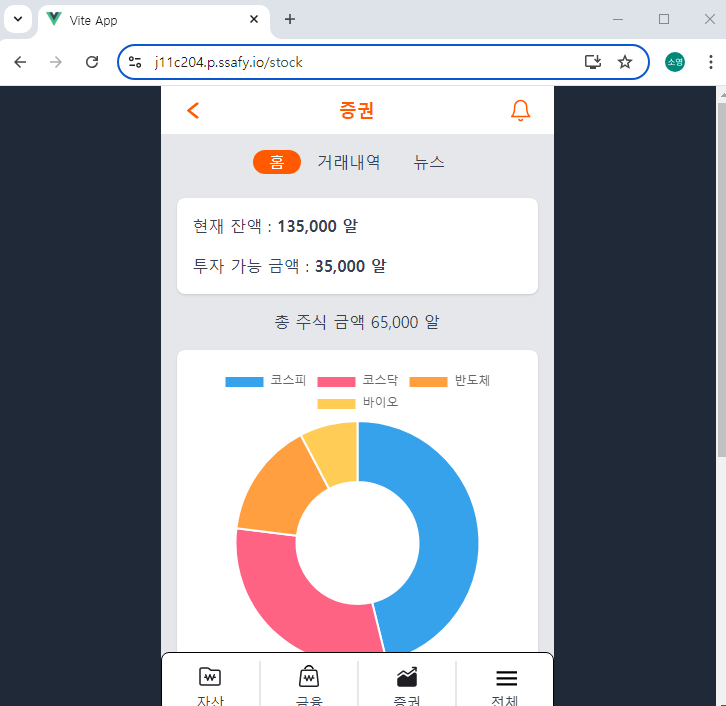 Vite App
j11c204.p.ssafy.io/stock
소영
증권
홈 거래내역 뉴스
현재 잔액 : 135,000 알
투자 가능 금액 : 35,000 알
총 주식 금액 65,000 알
코스피 코스닥 반도체
바이오
자산 금융 증권 전체